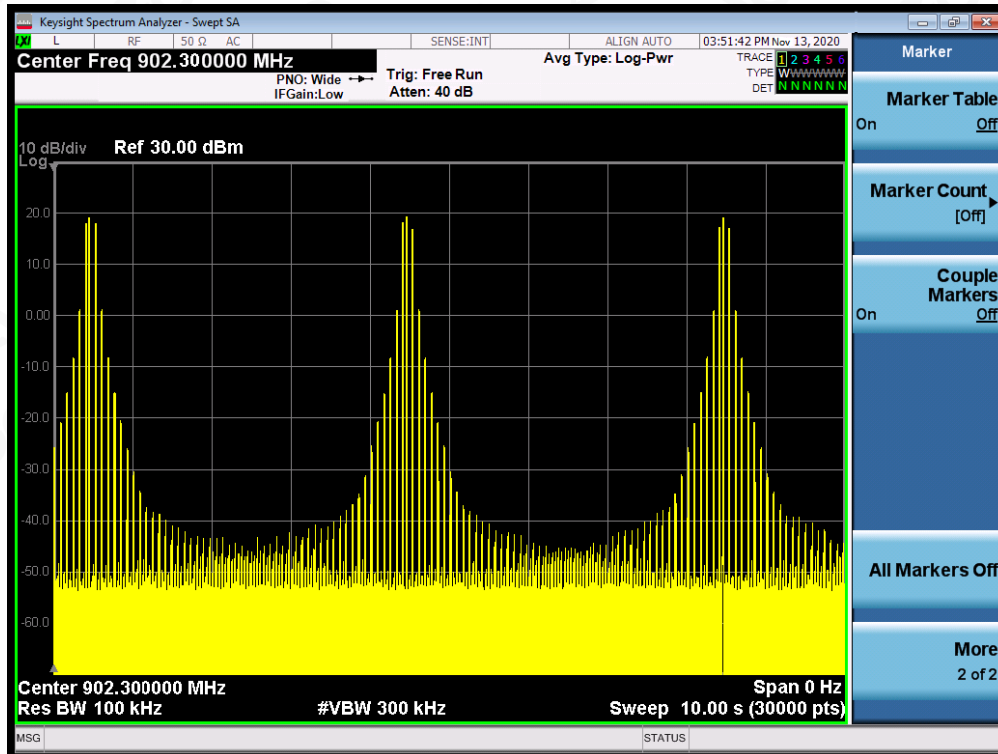 Keysight Spectrum Analyzer - Swept SA
LXI L RF 50 Ω AC SENSE:INT ALIGN AUTO 03:51:42 PM Nov 13, 2020
Center Freq 902.300000 MHz
Avg Type: Log-Pwr
TRACE 1 2 3 4 5 6
PNO: Wide
Trig: Free Run
TYPE W W W W W W
IFGain:Low
Atten: 40 dB
DET N N N N N N
10 dB/div Ref 30.00 dBm
Log
20.0
10.0
0.00
-10.0
-20.0
-30.0
-40.0
-50.0
-60.0
Center 902.300000 MHz Span 0 Hz
Res BW 100 kHz #VBW 300 kHz Sweep 10.00 s (30000 pts)
MSG STATUS
Marker
Marker Table
On Off
Marker Count
[Off]
Couple
Markers
On Off
All Markers Off
More
2 of 2